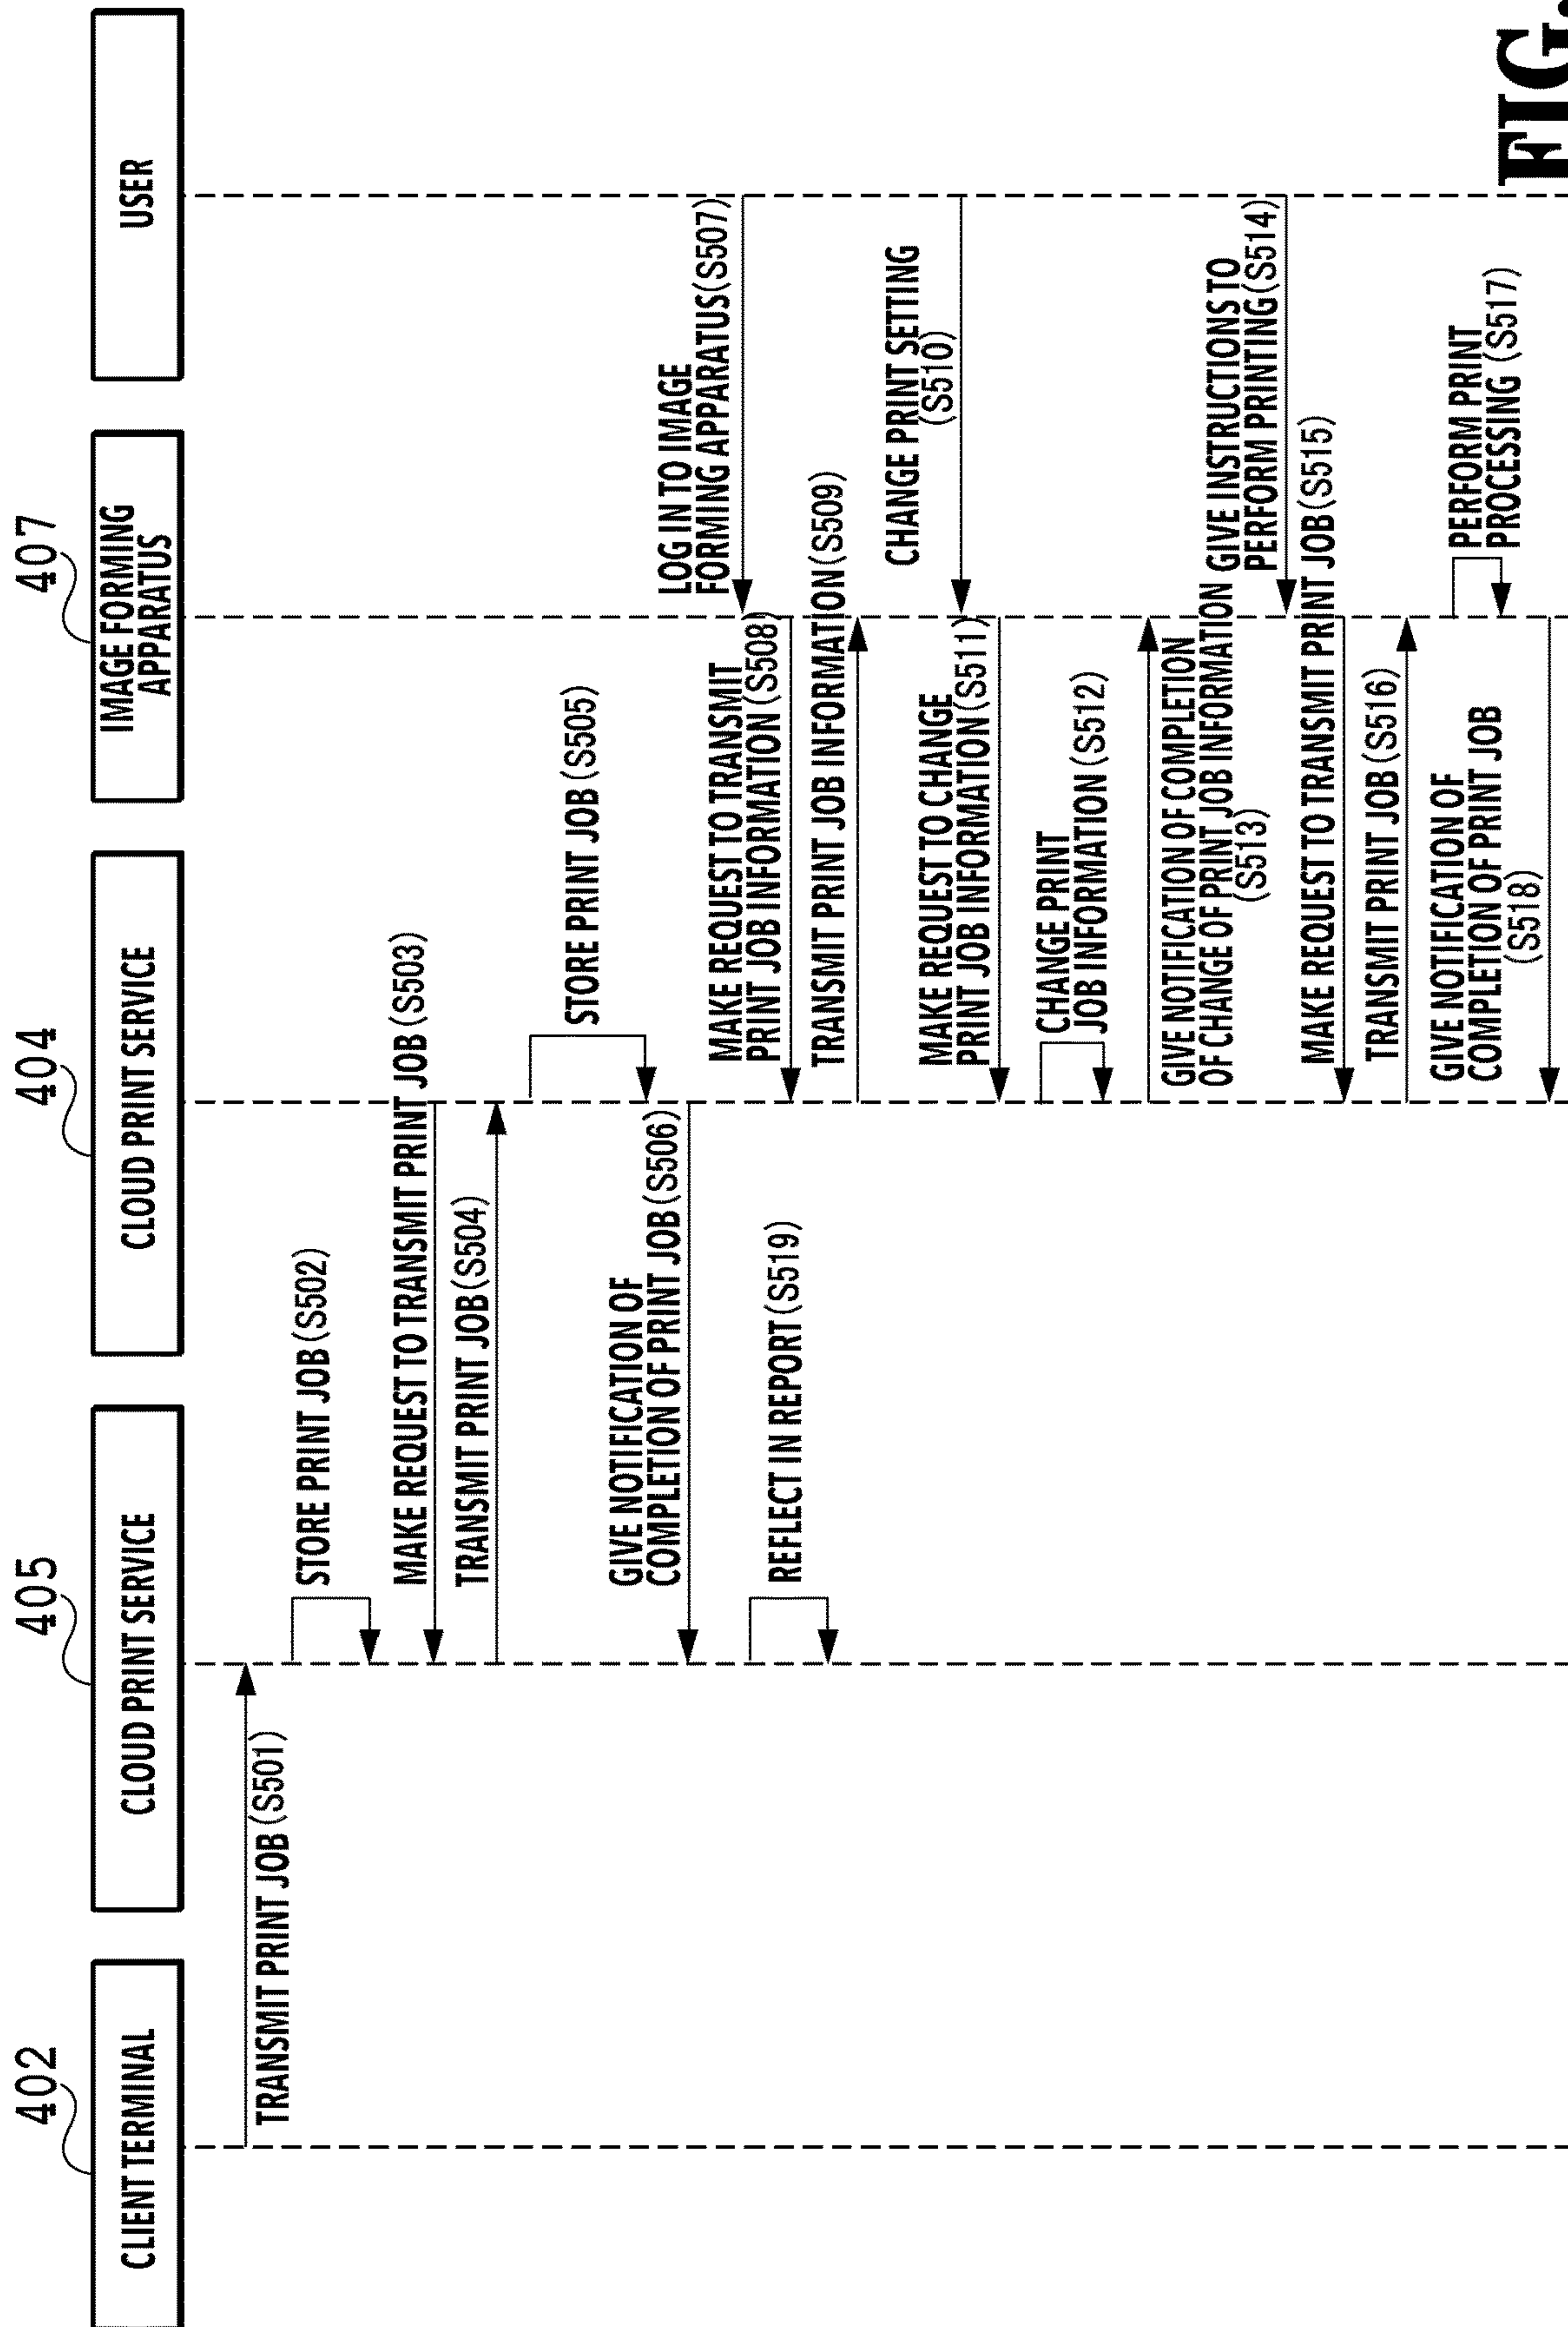 402
CLIENT TERMINAL
405
CLOUD PRINT SERVICE
404
CLOUD PRINT SERVICE
407
IMAGE FORMING
APPARATUS
USER
TRANSMIT PRINT JOB(S501)
STORE PRINT JOB(S502)
MAKE REQUEST TO TRANSMIT PRINT JOB(S503)
TRANSMIT PRINT JOB(S504)
STORE PRINT JOB(S505)
GIVE NOTIFICATION OF
COMPLETION OF PRINT JOB(S506)
LOG IN TO IMAGE
FORMING APPARATUS(S507)
MAKE REQUEST TO TRANSMIT
PRINT JOB INFORMATION(S508)
REFLECT IN REPORT(S519)
TRANSMIT PRINT JOB INFORMATION(S509)
CHANGE PRINT SETTING
(S510)
MAKE REQUEST TO CHANGE
PRINT JOB INFORMATION(S511)
CHANGE PRINT
JOB INFORMATION(S512)
GIVE NOTIFICATION OF COMPLETION
OF CHANGE OF PRINT JOB INFORMATION
(S513)
GIVE INSTRUCTIONS TO
PERFORM PRINTING(S514)
MAKE REQUEST TO TRANSMIT PRINT JOB(S515)
TRANSMIT PRINT JOB(S516)
PERFORM PRINT
PROCESSING (S517)
GIVE NOTIFICATION OF
COMPLETION OF PRINT JOB
(S518)
FIG.